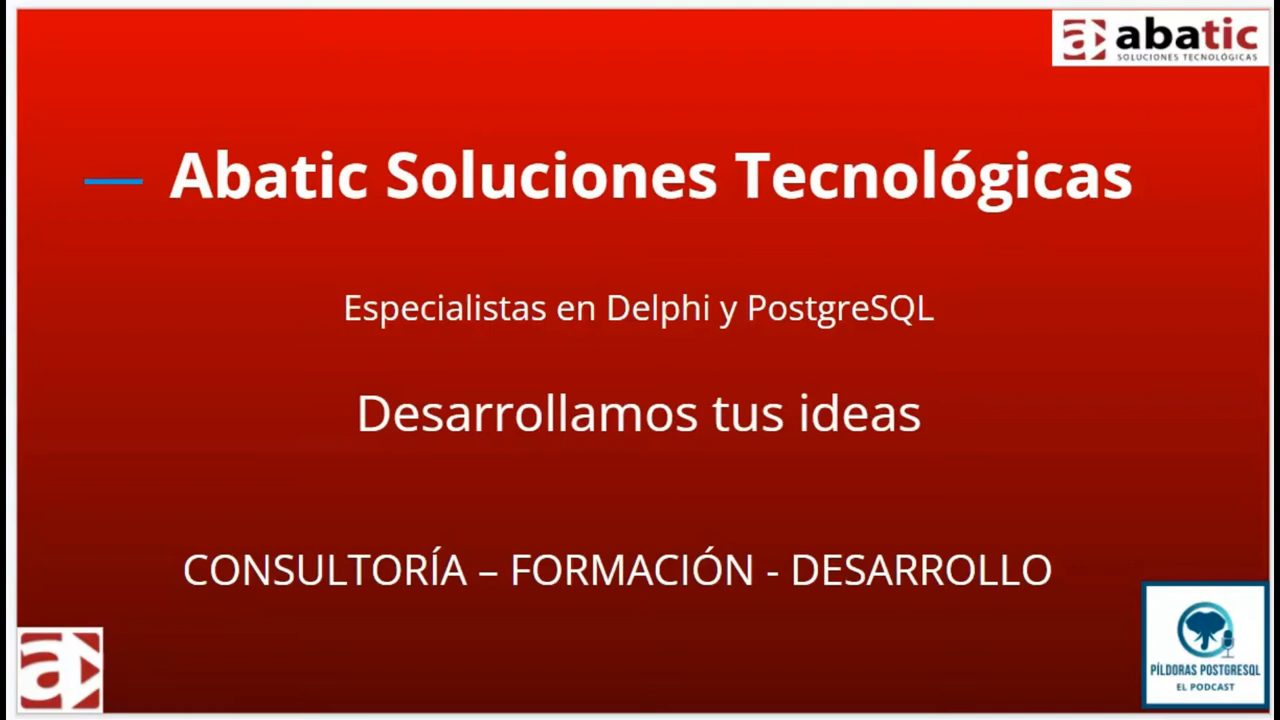 abatic
SOLUCIONES TECNOLÓGICAS
Abatic Soluciones Tecnológicas
Especialistas en Delphi y PostgreSQL
Desarrollamos tus ideas
CONSULTORÍA – FORMACIÓN - DESARROLLO
PÍLDORAS POSTGRESQL
EL PODCAST